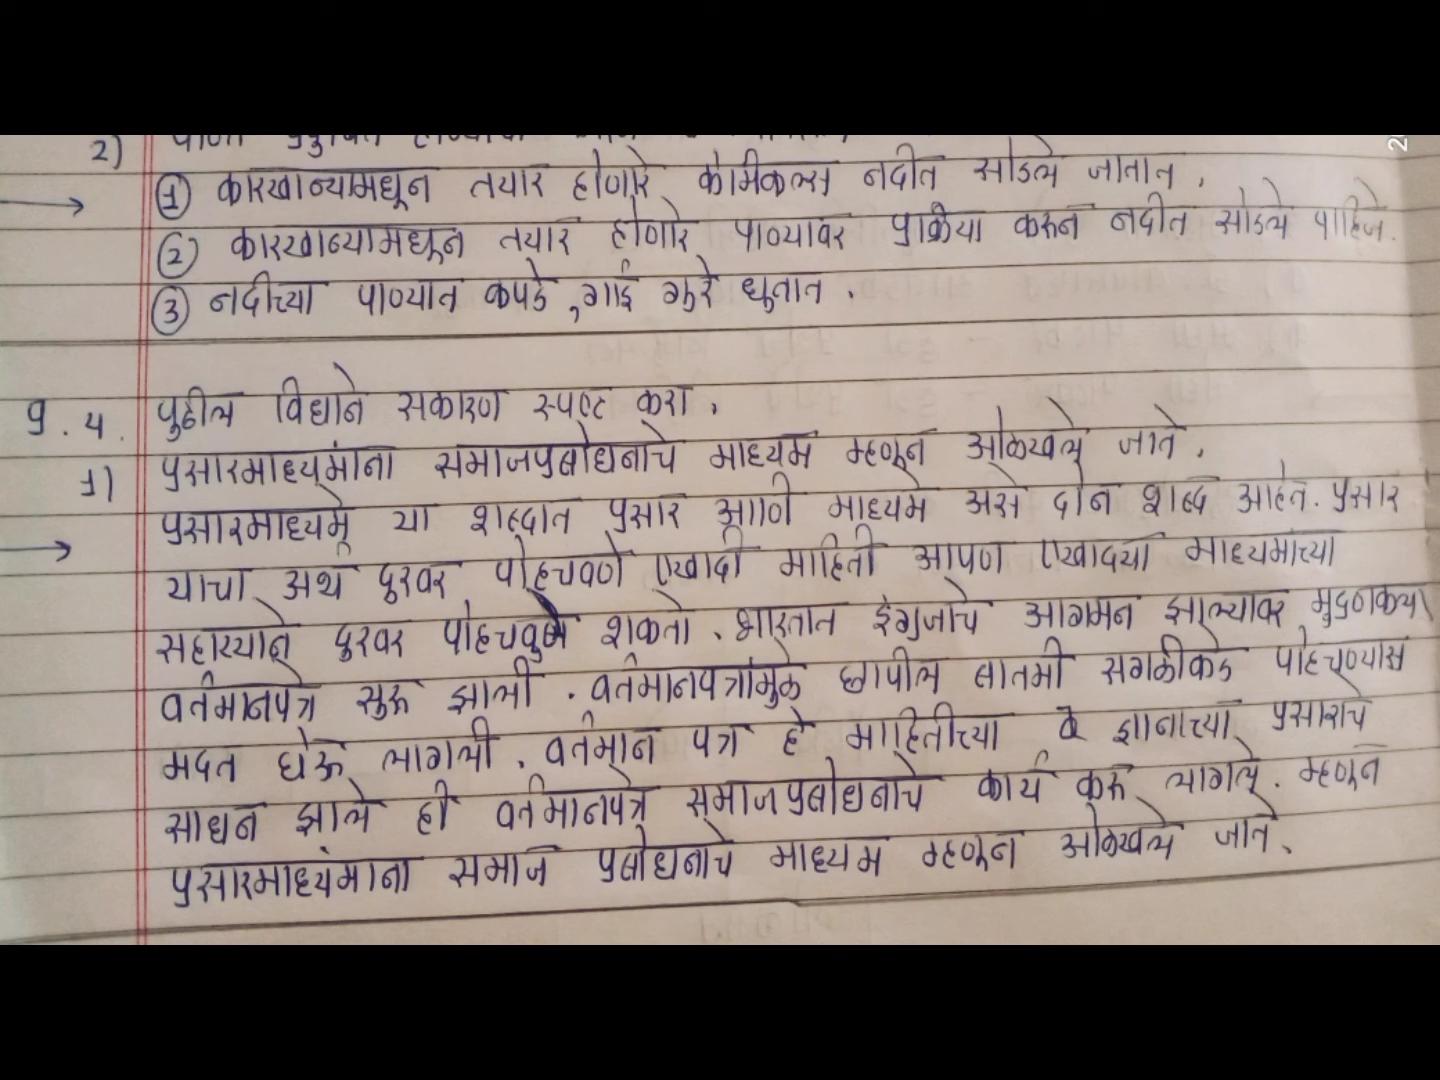 2)
① कारखान्यामधून तयार होणारे केमिकल्स नदीत सोडले जातात.
② कारखान्यामधून तयार होणारे पाण्यावर प्रक्रिया करून नदीत सोडले पाहिजे.
③ नदीच्या पाण्यात कपडे, गाई गुरे धुतात.
प्र. 4. पुढील विधाने सकारण स्पष्ट करा.
1) प्रसारमाध्यमांना समाजप्रबोधनाचे माध्यम म्हणून ओळखले जाते.
→ प्रसारमाध्यमे या शब्दात प्रसार आणि माध्यमे असे दोन शब्द आहेत. प्रसार
याचा अर्थ दुरवर पोहचवणे एखादी माहिती आपण एखादया माध्यमांच्या
सहाय्याने दुरवर पोहचवु शकतो. भारतात इंग्रजांचे आगमन झाल्यावर
वर्तमानपत्र सुरू झाली. वर्तमानपत्रांमुळे छापील बातमी सगळीकडे पोहचण्यास
मदत घेऊ लागली. वर्तमान पत्र हे माहितीच्या व ज्ञानाच्या प्रसाराचे
साधन झाले ही वर्तमानपत्रे समाजप्रबोधनाचे कार्य करू लागले. म्हणून
प्रसारमाध्यमांना समाज प्रबोधनाचे माध्यम म्हणून ओळखले जाते.